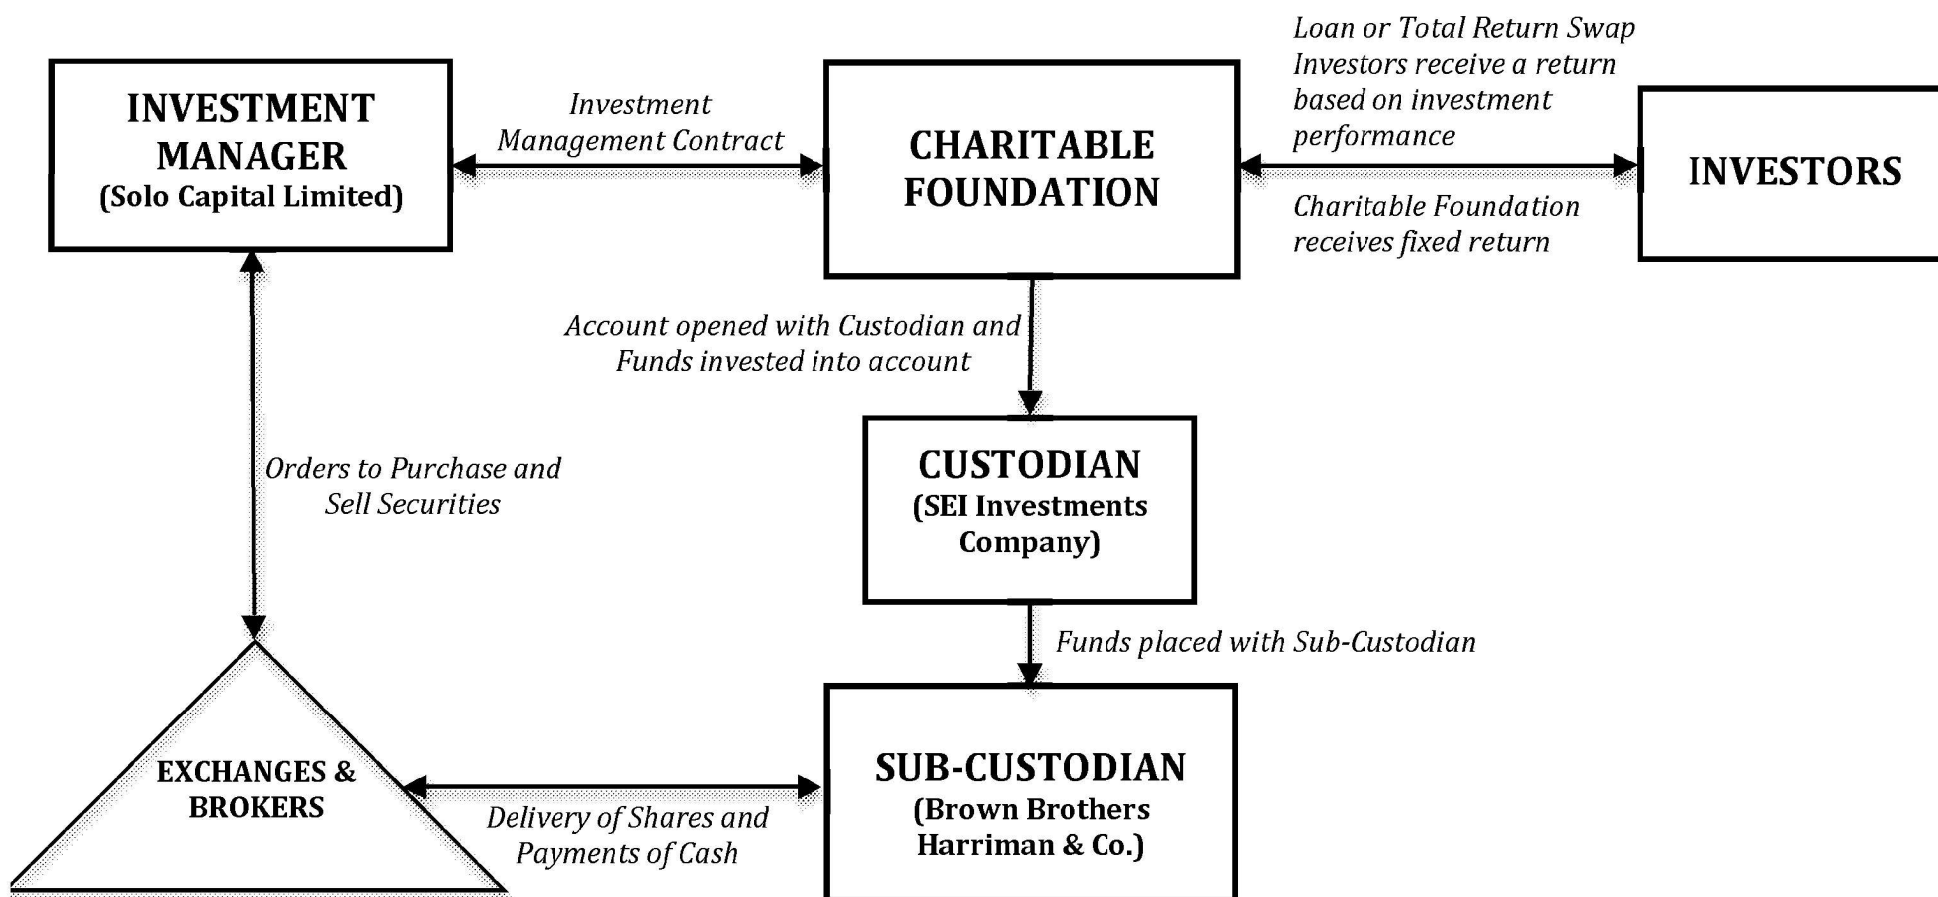 INVESTMENT
MANAGER
(Solo Capital Limited)
Investment
Management Contract
CHARITABLE
FOUNDATION
Loan or Total Return Swap
Investors receive a return
based on investment
performance
Charitable Foundation
receives fixed return
INVESTORS
Account opened with Custodian and
Funds invested into account
Orders to Purchase and
Sell Securities
CUSTODIAN
(SEI Investments
Company)
Funds placed with Sub-Custodian
EXCHANGES &
BROKERS
Delivery of Shares and
Payments of Cash
SUB-CUSTODIAN
(Brown Brothers
Harriman & Co.)